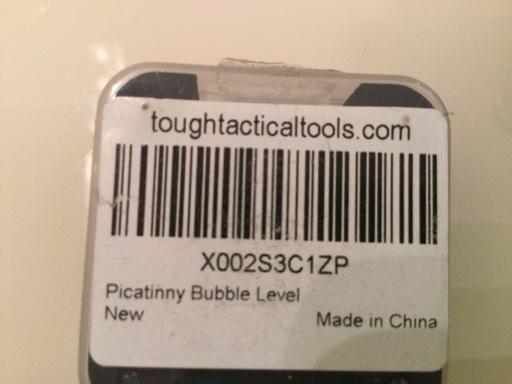 toughtacticaltools.com
X002S3C1ZP
Picatinny Bubble Level
New
Made in China